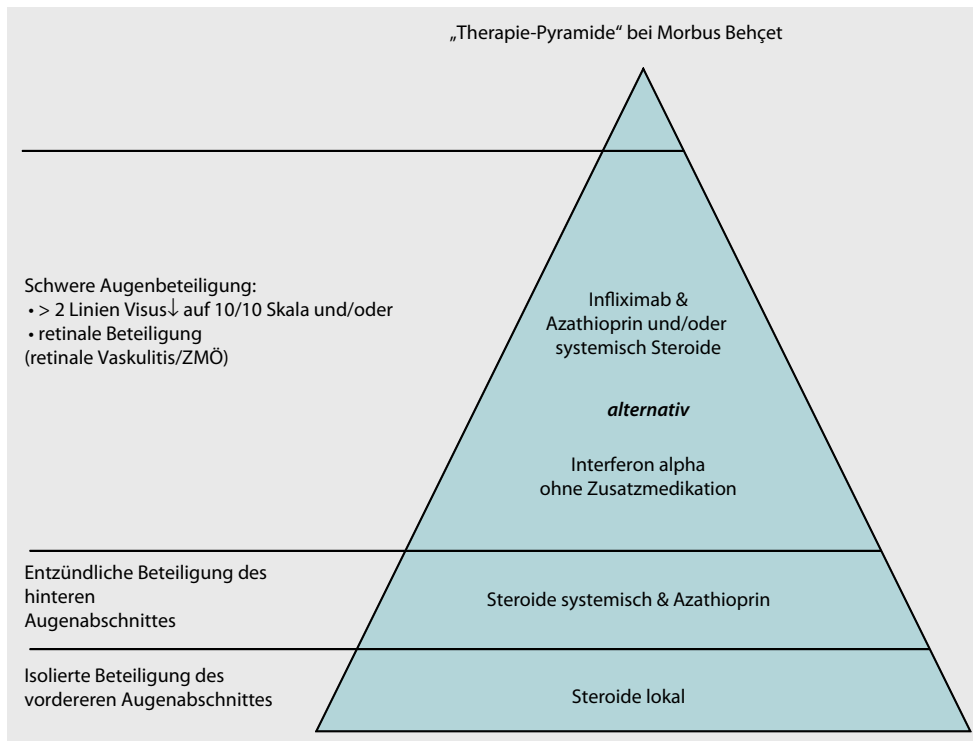 „Therapie-Pyramide“ bei Morbus Behçet
Schwere Augenbeteiligung:
• > 2 Linien Visus↓ auf 10/10 Skala und/oder
• retinale Beteiligung
(retinale Vaskulitis/ZMÖ)
Infliximab &
Azathioprin und/oder
systemisch Steroide
alternativ
Interferon alpha
ohne Zusatzmedikation
Entzündliche Beteiligung des
hinteren
Augenabschnittes
Steroide systemisch & Azathioprin
Isolierte Beteiligung des
vordereren Augenabschnittes
Steroide lokal